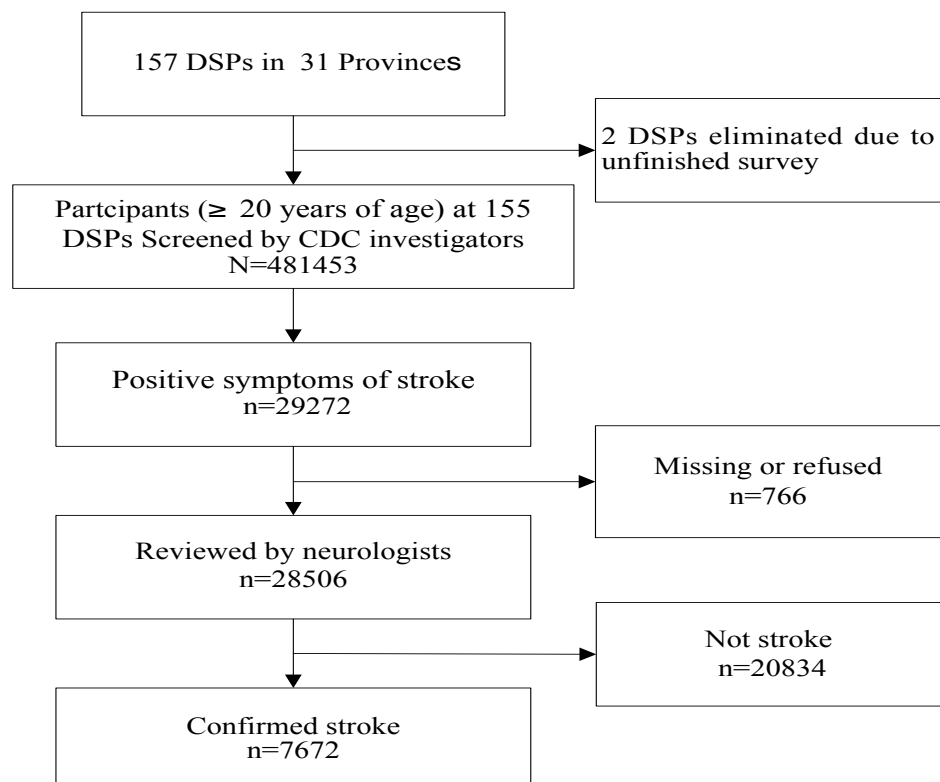 157 DSPs in 31 Provinces
2 DSPs eliminated due to
unfinished survey
Partcipants (≥ 20 years of age) at 155
DSPs Screened by CDC investigators
N=481453
Positive symptoms of stroke
n=29272
Missing or refused
n=766
Reviewed by neurologists
n=28506
Not stroke
n=20834
Confirmed stroke
n=7672